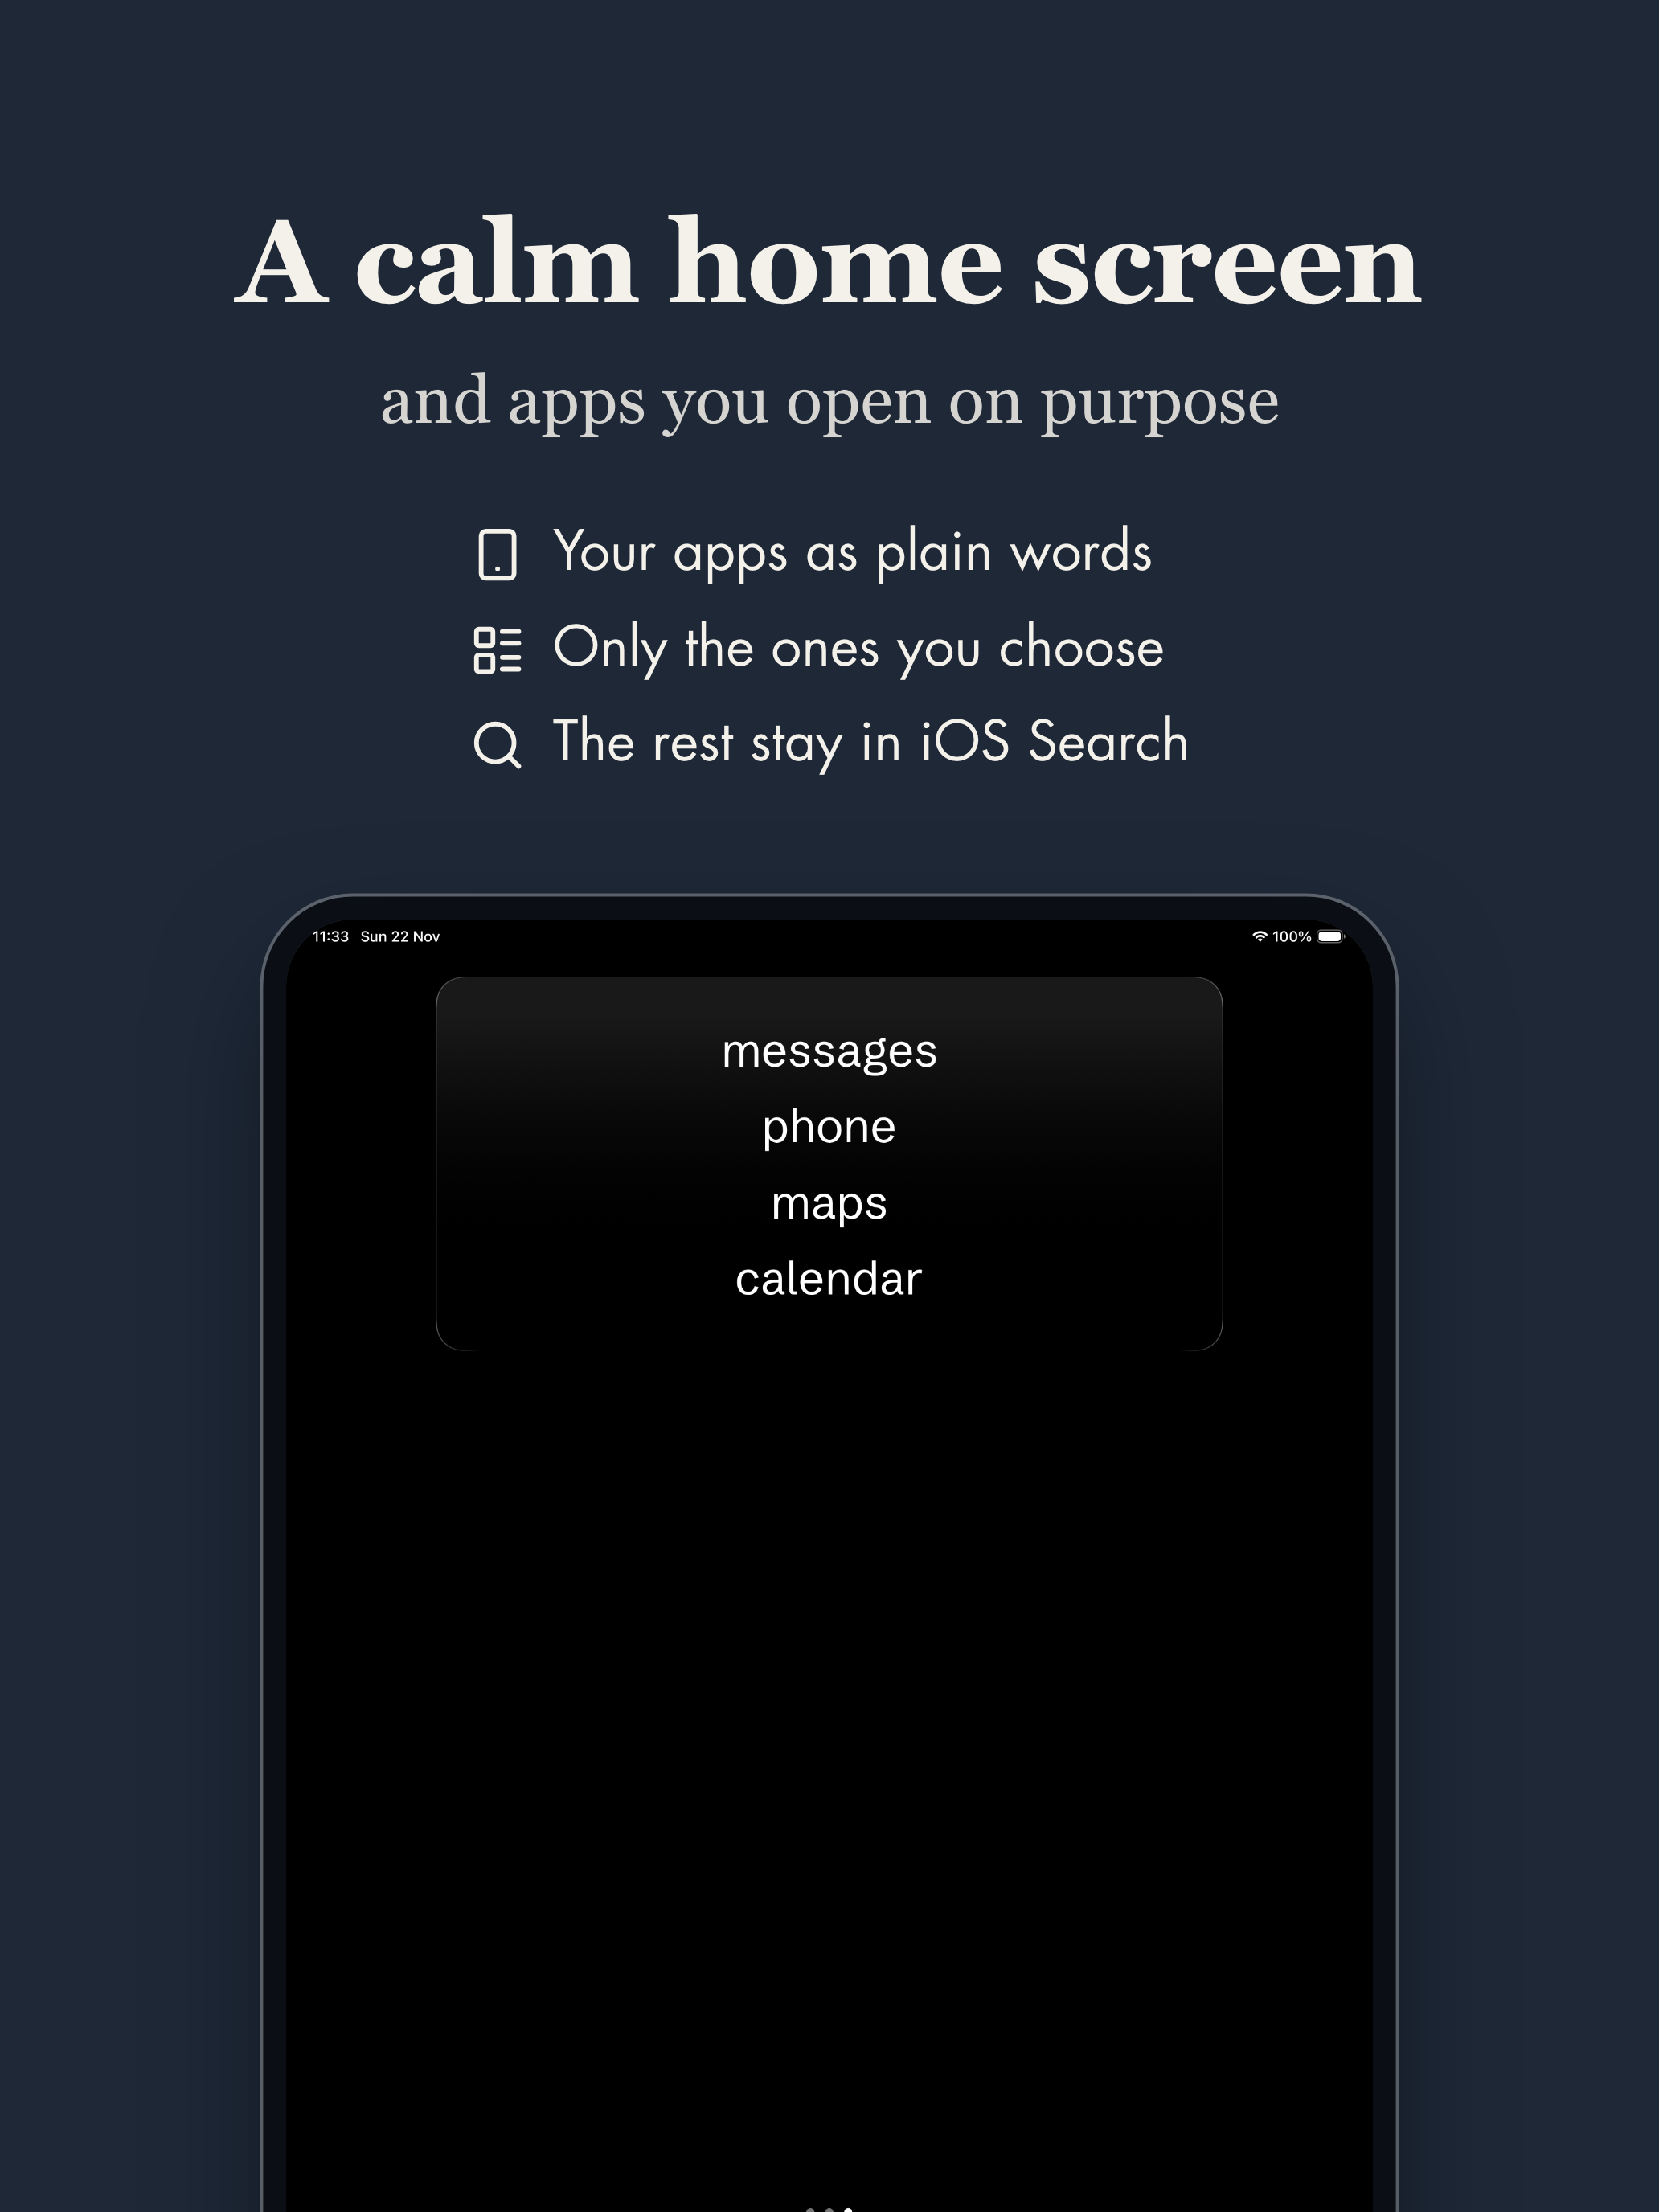 A calm home screen
and apps you open on purpose
Your apps as plain words
Only the ones you choose
The rest stay in iOS Search
11:33 Sun 22 Nov 100%
messages
phone
maps
calendar